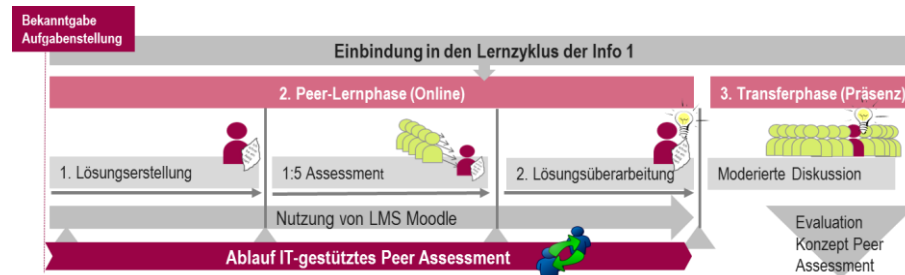 Bekanntgabe
Aufgabenstellung
Einbindung in den Lernzyklus der Info 1
2. Peer-Lernphase (Online)
3. Transferphase (Präsenz)
1. Lösungserstellung
1:5 Assessment
2. Lösungsüberarbeitung
Moderierte Diskussion
Nutzung von LMS Moodle
Evaluation
Konzept Peer
Assessment
Ablauf IT-gestütztes Peer Assessment